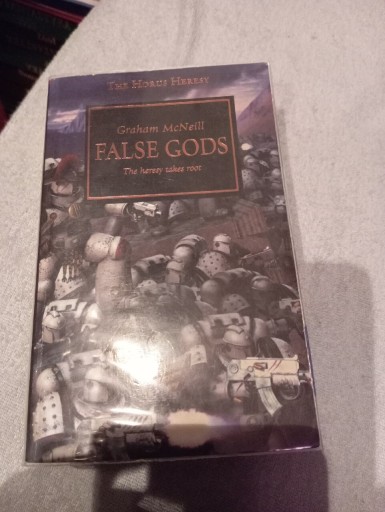 THE HORUS HERESY
Graham McNeill
FALSE GODS
The heresy takes root